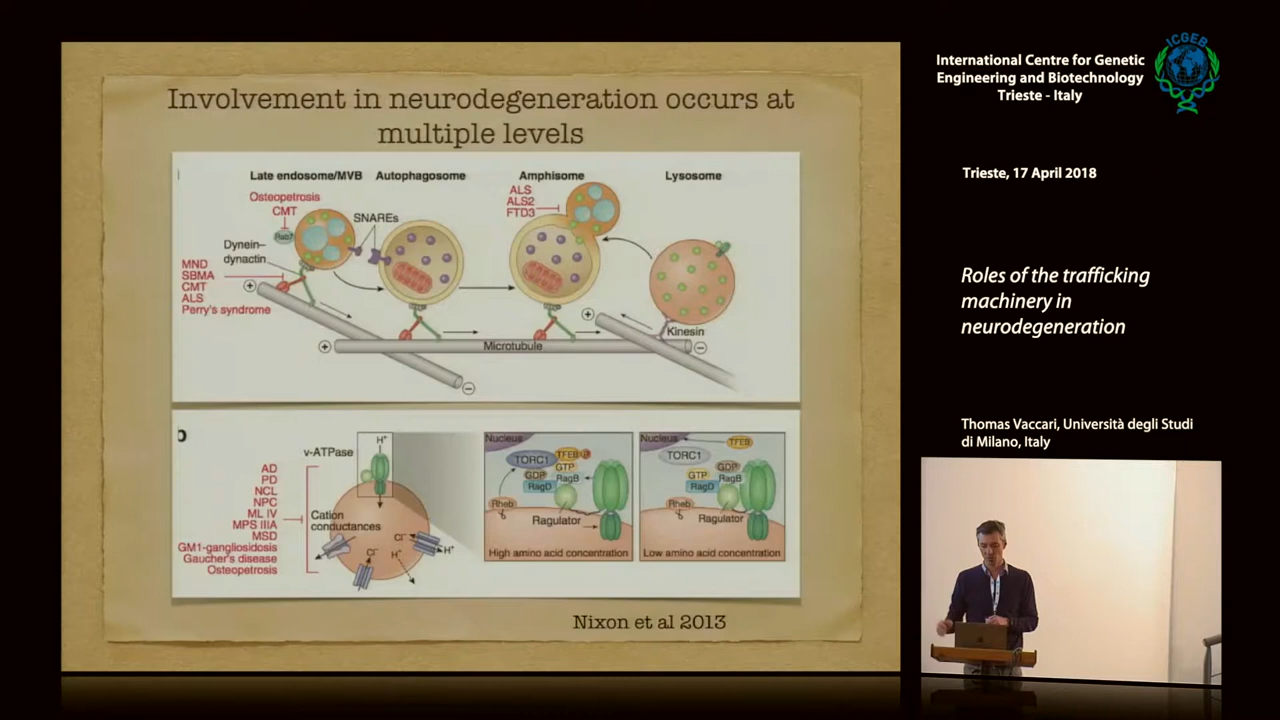 Involvement in neurodegeneration occurs at
multiple levels
Late endosome/MVB
Autophagosome
Amphisome
Lysosome
Osteopetrosis
CMT
Rab7
SNAREs
Dynein–
dynactin
MND
SBMA
CMT
ALS
Perry's syndrome
ALS
ALS2
FTD3
Kinesin
Microtubule
b
v-ATPase
H+
AD
PD
NCL
NPC
ML IV
MPS IIIA
MSD
GM1-gangliosidosis
Gaucher's disease
Osteopetrosis
Cation
conductances
Cl–
Cl–
H+
H+
Nucleus
TORC1
TFEB
P
GTP
GDP
RagB
RagD
Rheb
Ragulator
High amino acid concentration
Nucleus
TFEB
TORC1
GDP
GTP
RagB
RagD
Rheb
Ragulator
Low amino acid concentration
Nixon et al 2013
International Centre for Genetic
Engineering and Biotechnology
Trieste - Italy
ICGEB
Trieste, 17 April 2018
Roles of the trafficking
machinery in
neurodegeneration
Thomas Vaccari, Università degli Studi
di Milano, Italy